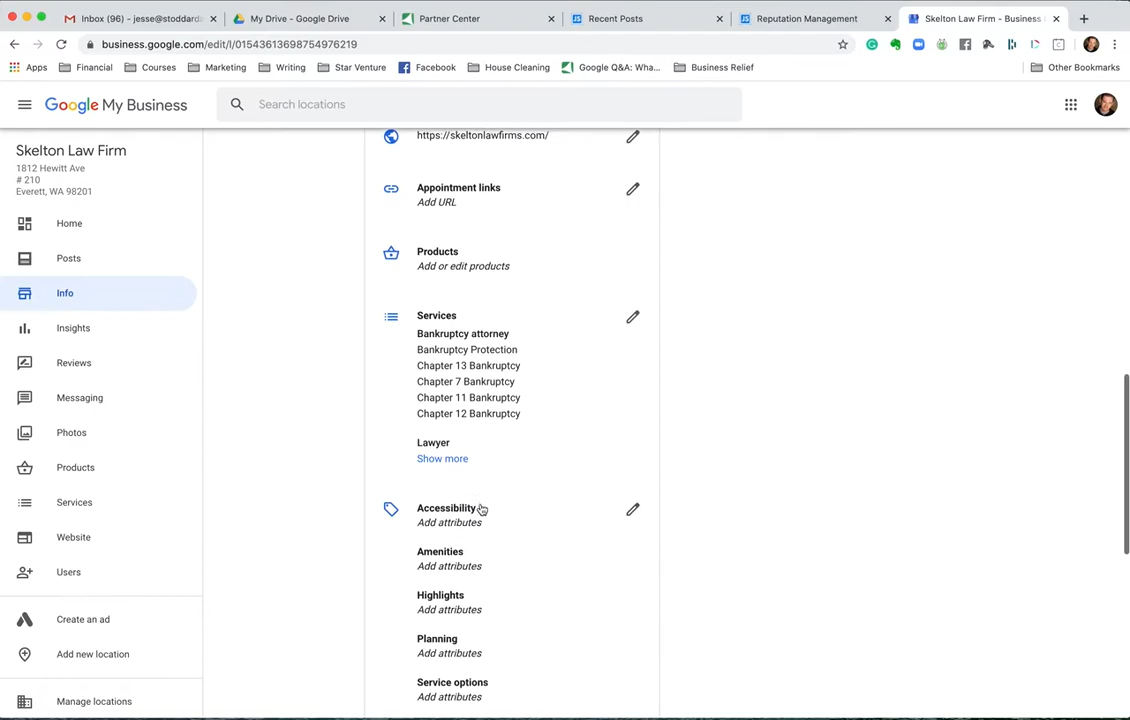 Inbox (96) - jesse@stoddard
My Drive - Google Drive
Partner Center
Recent Posts
Reputation Management
Skelton Law Firm - Business
business.google.com/edit/l/01543613698754976219
Apps
Financial
Courses
Marketing
Writing
Star Venture
Facebook
House Cleaning
Google Q&A: Wha...
Business Relief
Other Bookmarks
Google My Business
Search locations
Skelton Law Firm
1812 Hewitt Ave
# 210
Everett, WA 98201
Home
Posts
Info
Insights
Reviews
Messaging
Photos
Products
Services
Website
Users
Create an ad
Add new location
Manage locations
https://skeltonlawfirms.com/
Appointment links
Add URL
Products
Add or edit products
Services
Bankruptcy attorney
Bankruptcy Protection
Chapter 13 Bankruptcy
Chapter 7 Bankruptcy
Chapter 11 Bankruptcy
Chapter 12 Bankruptcy
Lawyer
Show more
Accessibility
Add attributes
Amenities
Add attributes
Highlights
Add attributes
Planning
Add attributes
Service options
Add attributes